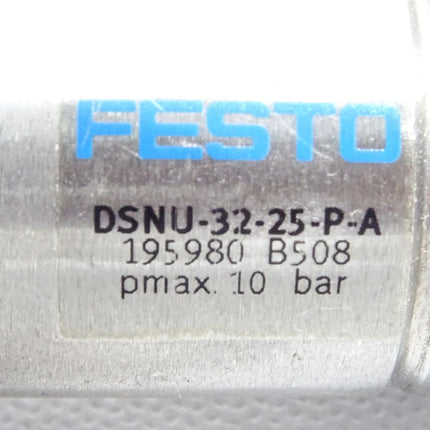 FESTO
DSNU-32-25-P-A
195980 B508
pmax. 10 bar